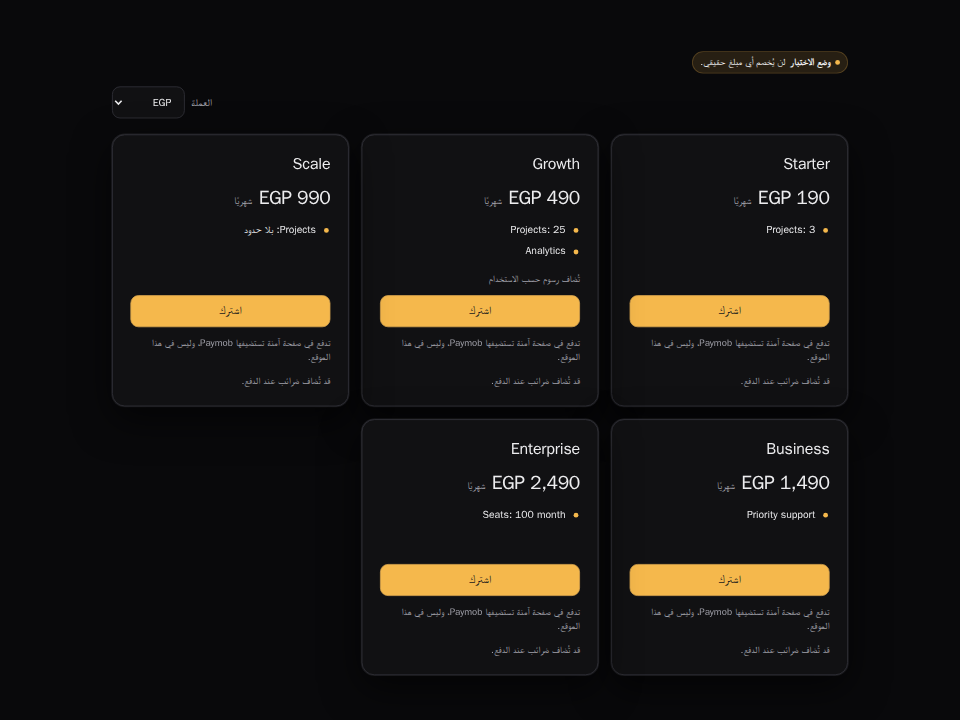 وضع الاختبار لن يُخصم أي مبلغ حقيقي.
العملة EGP
Starter
EGP 190 شهريًا
Projects: 3
اشترك
تدفع في صفحة آمنة تستضيفها Paymob، وليس في هذا
الموقع.
قد تُضاف ضرائب عند الدفع.
Growth
EGP 490 شهريًا
Projects: 25
Analytics
تُضاف رسوم حسب الاستخدام
اشترك
تدفع في صفحة آمنة تستضيفها Paymob، وليس في هذا
الموقع.
قد تُضاف ضرائب عند الدفع.
Scale
EGP 990 شهريًا
Projects: بلا حدود
اشترك
تدفع في صفحة آمنة تستضيفها Paymob، وليس في هذا
الموقع.
قد تُضاف ضرائب عند الدفع.
Business
EGP 1,490 شهريًا
Priority support
اشترك
تدفع في صفحة آمنة تستضيفها Paymob، وليس في هذا
الموقع.
قد تُضاف ضرائب عند الدفع.
Enterprise
EGP 2,490 شهريًا
Seats: 100 month
اشترك
تدفع في صفحة آمنة تستضيفها Paymob، وليس في هذا
الموقع.
قد تُضاف ضرائب عند الدفع.